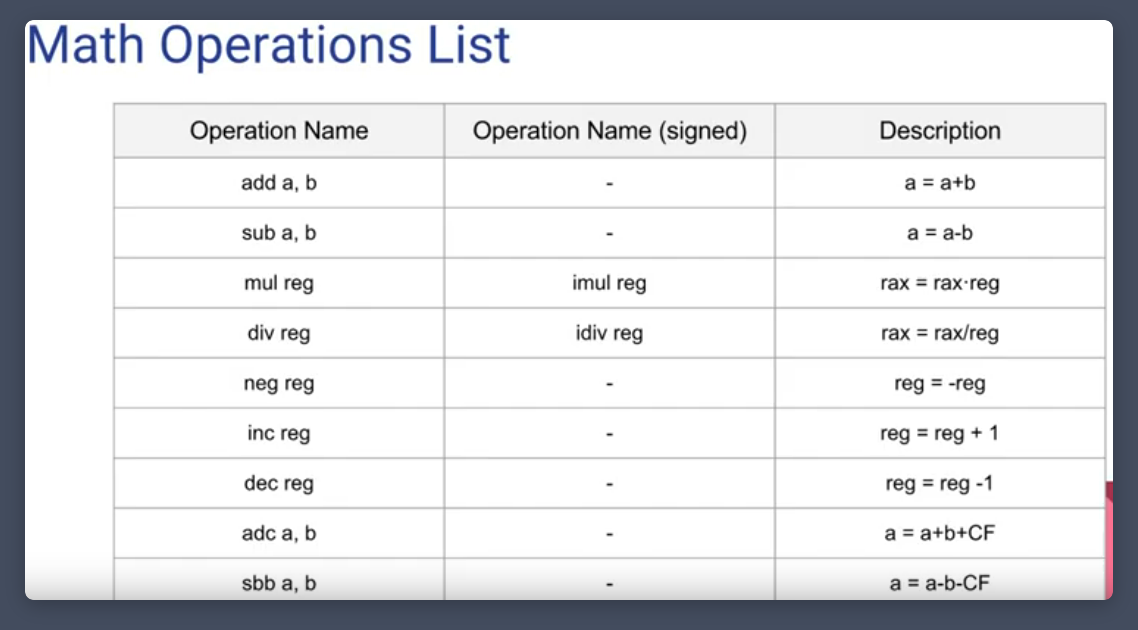 Math Operations List
Operation Name Operation Name (signed) Description
add a, b - a = a+b
sub a, b - a = a-b
mul reg imul reg rax = rax·reg
div reg idiv reg rax = rax/reg
neg reg - reg = -reg
inc reg - reg = reg + 1
dec reg - reg = reg -1
adc a, b - a = a+b+CF
sbb a, b - a = a-b-CF